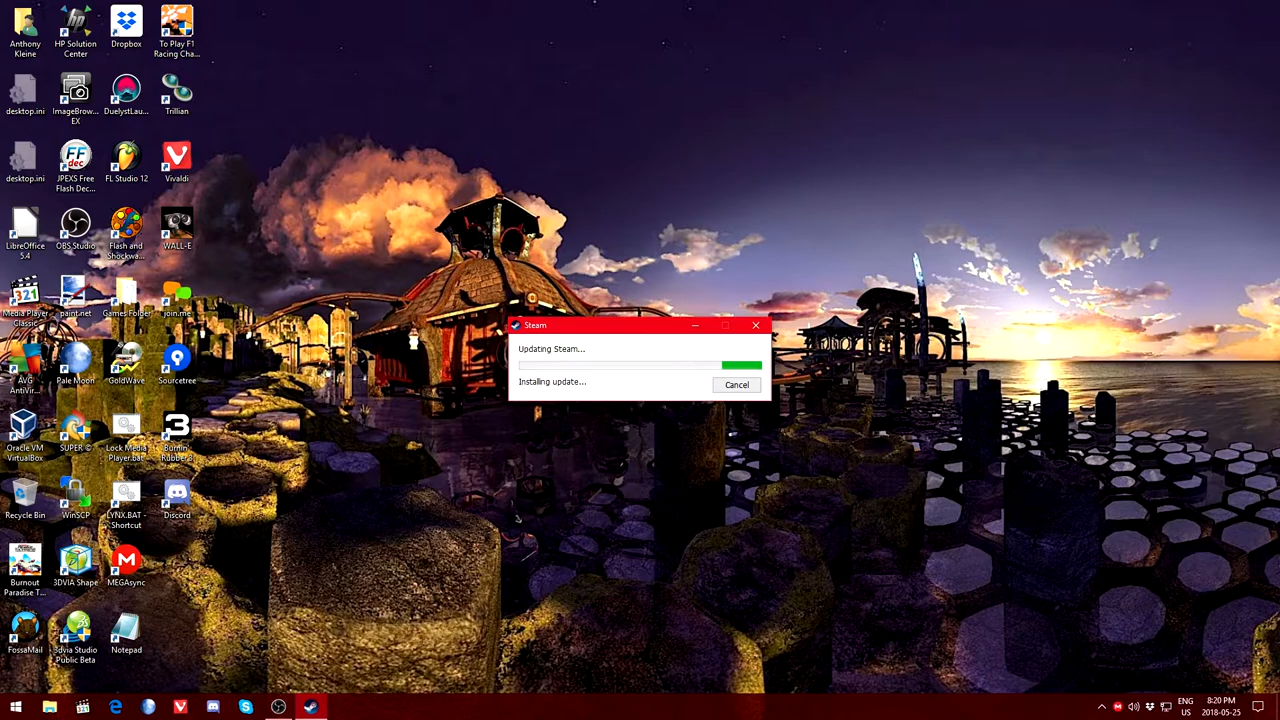 Anthony
Kleine
HP Solution
Center
Dropbox
To Play F1
Racing Cha...
desktop.ini
ImageBrow...
EX
DuelystLau...
Trillian
desktop.ini
JPEXS Free
Flash Dec...
FL Studio 12
Vivaldi
LibreOffice
5.4
OBS Studio
Flash and
Shockwa...
WALL-E
Media Player
Classic
paint.net
Games Folder
join.me
AVG
AntiVir...
Pale Moon
GoldWave
Sourcetree
Oracle VM
VirtualBox
SUPER ©
Lock Media
Player.bat
Burnin'
Rubber 3
Recycle Bin
WinSCP
LYNX.BAT -
Shortcut
Discord
Burnout
Paradise T...
3DVIA Shape
MEGAsync
FossaMail
3dvia Studio
Public Beta
Notepad
Steam
Updating Steam...
Installing update...
Cancel
ENG
US
8:20 PM
2018-05-25